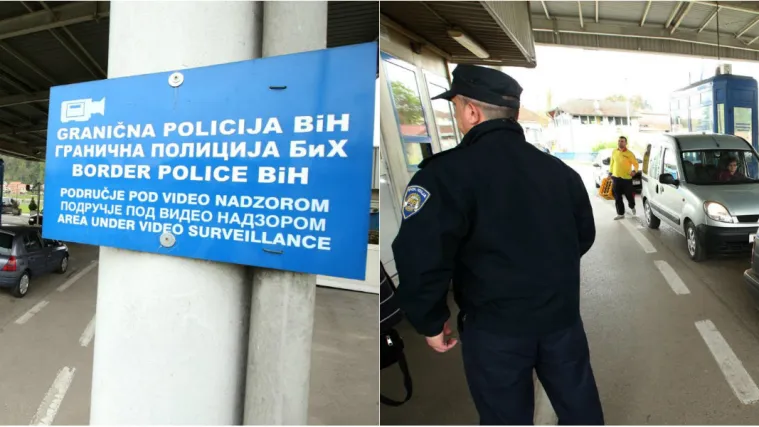 GRANIČNA POLICIJA BiH
ГРАНИЧНА ПОЛИЦИЈА БиХ
BORDER POLICE BiH
PODRUČJE POD VIDEO NADZOROM
ПОДРУЧЈЕ ПОД ВИДЕО НАДЗОРОМ
AREA UNDER VIDEO SURVEILLANCE